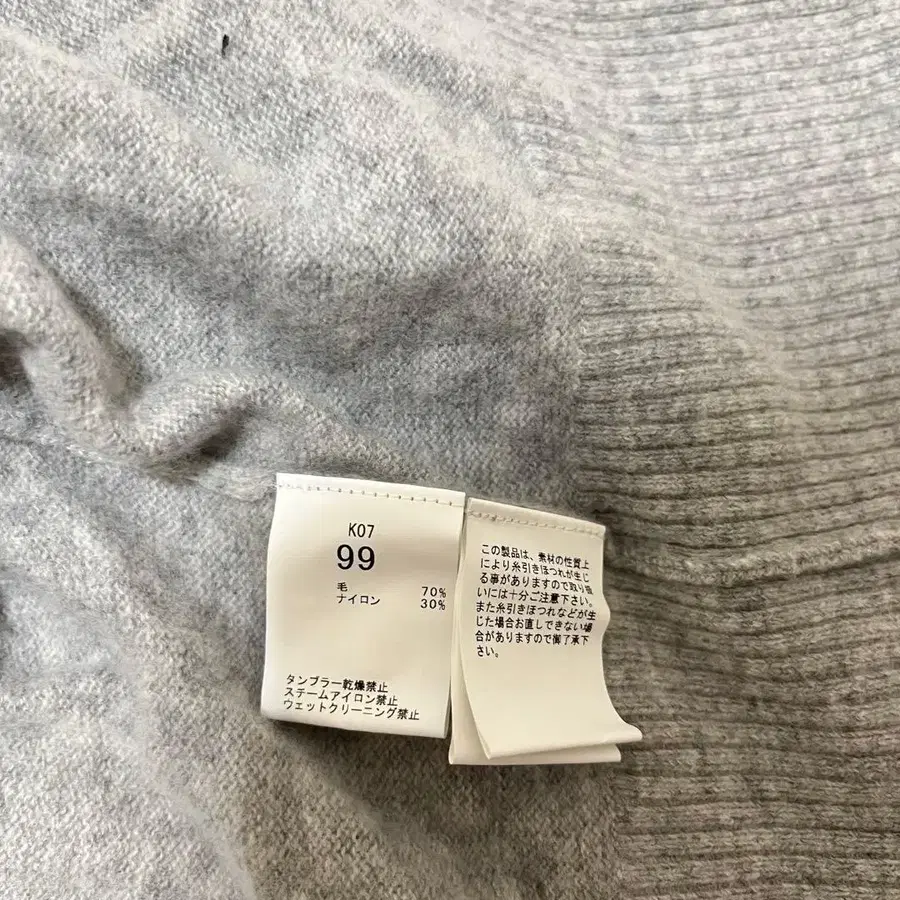 K07
99
毛 70%
ナイロン 30%
タンブラー乾燥禁止
スチームアイロン禁止
ウェットクリーニング禁止
この製品は、素材の性質上
により糸引きほつれが生じ
る事がありますので取り扱
いには十分ご注意下さい。
また糸引きほつれなどが生
じた場合お直しできない場
合がありますので御了承下
さい。